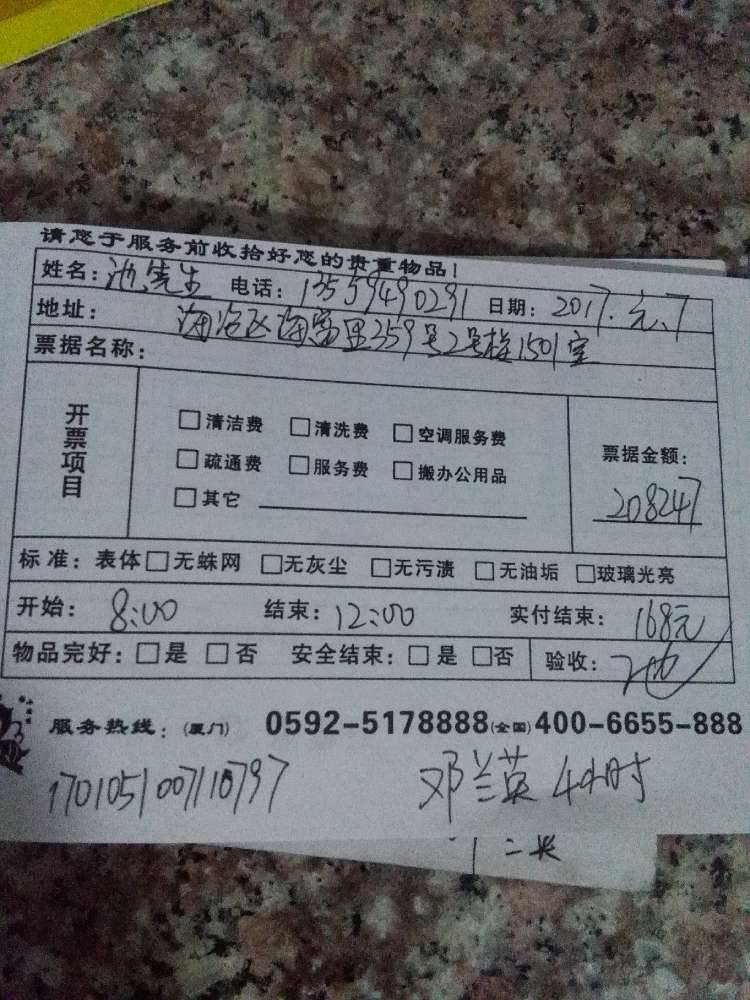 请您于服务前收拾好您的贵重物品!
姓名:池先生 电话:13559490291 日期:2017.元.7
地址:海沧区海富里359号2号梯1501室
票据名称:
开票项目
□清洁费 □清洗费 □空调服务费
□疏通费 □服务费 □搬办公用品
□其它
票据金额:
208247
标准:表体□无蛛网 □无灰尘 □无污渍 □无油垢 □玻璃光亮
开始:8:00 结束:12:00 实付结束:168元
物品完好:□是 □否 安全结束:□是 □否 验收:
服务热线:(厦门) 0592-5178888(全国)400-6655-888
1701051007110797 邓兰英 4小时